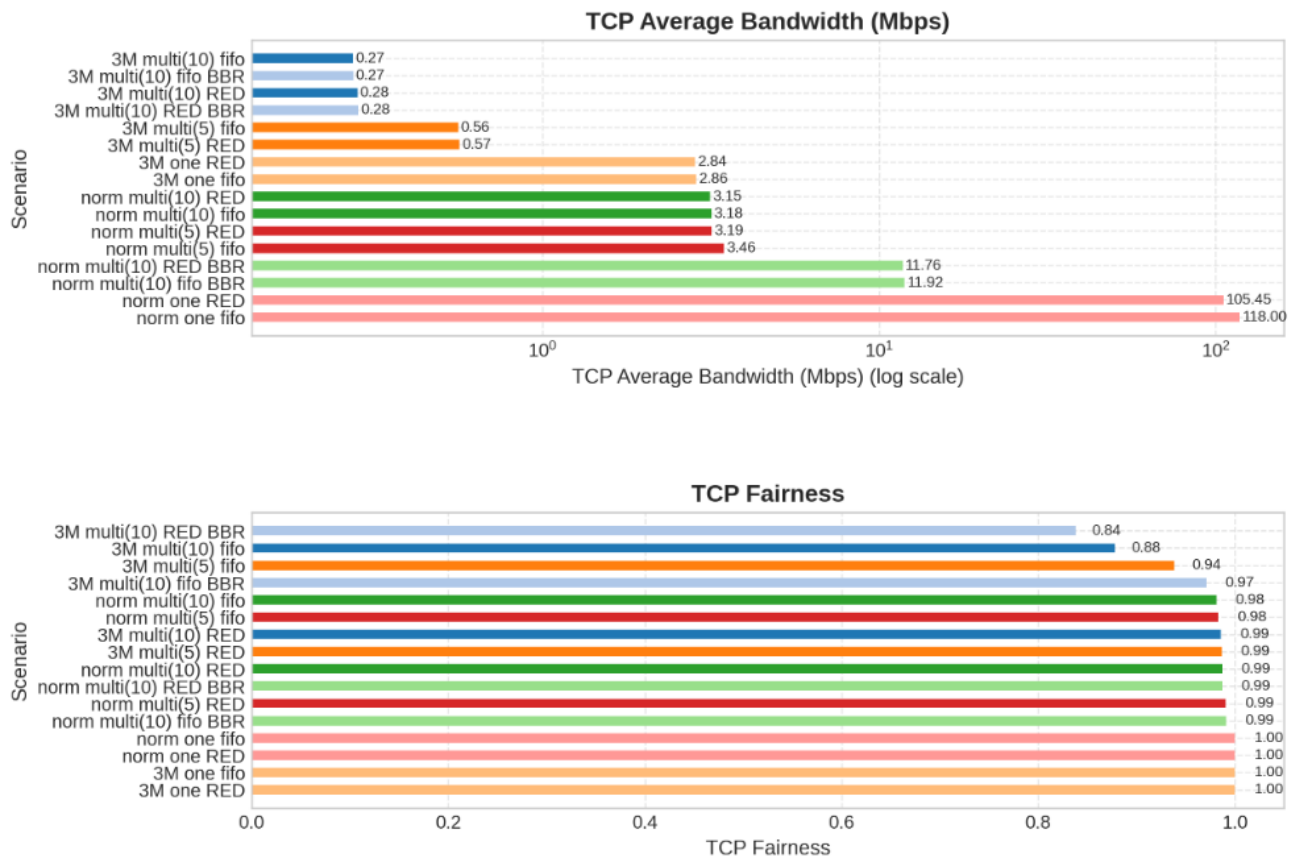 TCP Average Bandwidth (Mbps)
Scenario
3M multi(10) fifo 0.27
3M multi(10) fifo BBR 0.27
3M multi(10) RED 0.28
3M multi(10) RED BBR 0.28
3M multi(5) fifo 0.56
3M multi(5) RED 0.57
3M one RED 2.84
3M one fifo 2.86
norm multi(10) RED 3.15
norm multi(10) fifo 3.18
norm multi(5) RED 3.19
norm multi(5) fifo 3.46
norm multi(10) RED BBR 11.76
norm multi(10) fifo BBR 11.92
norm one RED 105.45
norm one fifo 118.00
10⁰ 10¹ 10²
TCP Average Bandwidth (Mbps) (log scale)
TCP Fairness
Scenario
3M multi(10) RED BBR 0.84
3M multi(10) fifo 0.88
3M multi(5) fifo 0.94
3M multi(10) fifo BBR 0.97
norm multi(10) fifo 0.98
norm multi(5) fifo 0.98
3M multi(10) RED 0.99
3M multi(5) RED 0.99
norm multi(10) RED 0.99
norm multi(10) RED BBR 0.99
norm multi(5) RED 0.99
norm multi(10) fifo BBR 0.99
norm one fifo 1.00
norm one RED 1.00
3M one fifo 1.00
3M one RED 1.00
0.0 0.2 0.4 0.6 0.8 1.0
TCP Fairness